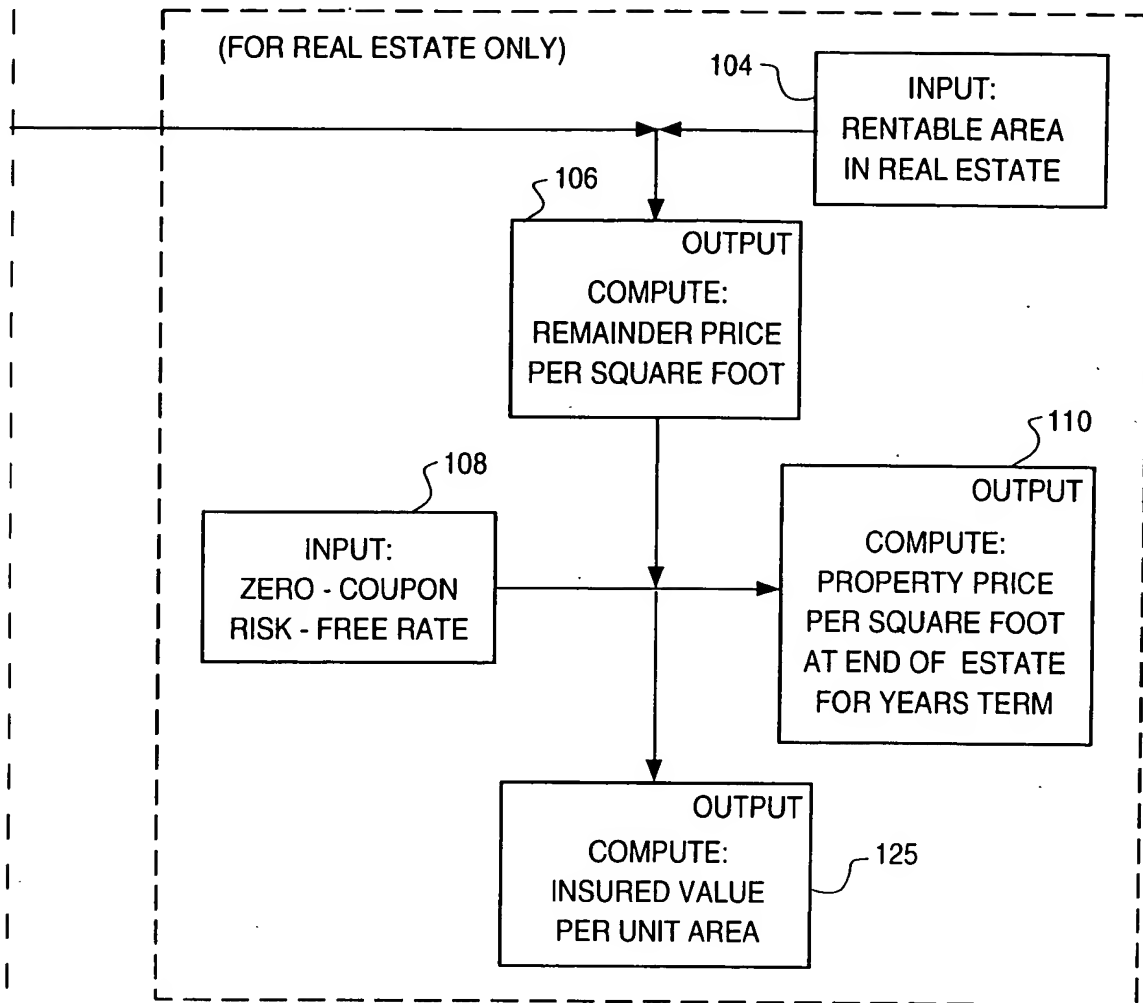 (FOR REAL ESTATE ONLY)
104
INPUT:
RENTABLE AREA
IN REAL ESTATE
106
OUTPUT
COMPUTE:
REMAINDER PRICE
PER SQUARE FOOT
108
INPUT:
ZERO - COUPON
RISK - FREE RATE
110
OUTPUT
COMPUTE:
PROPERTY PRICE
PER SQUARE FOOT
AT END OF ESTATE
FOR YEARS TERM
OUTPUT
COMPUTE:
INSURED VALUE
PER UNIT AREA
125